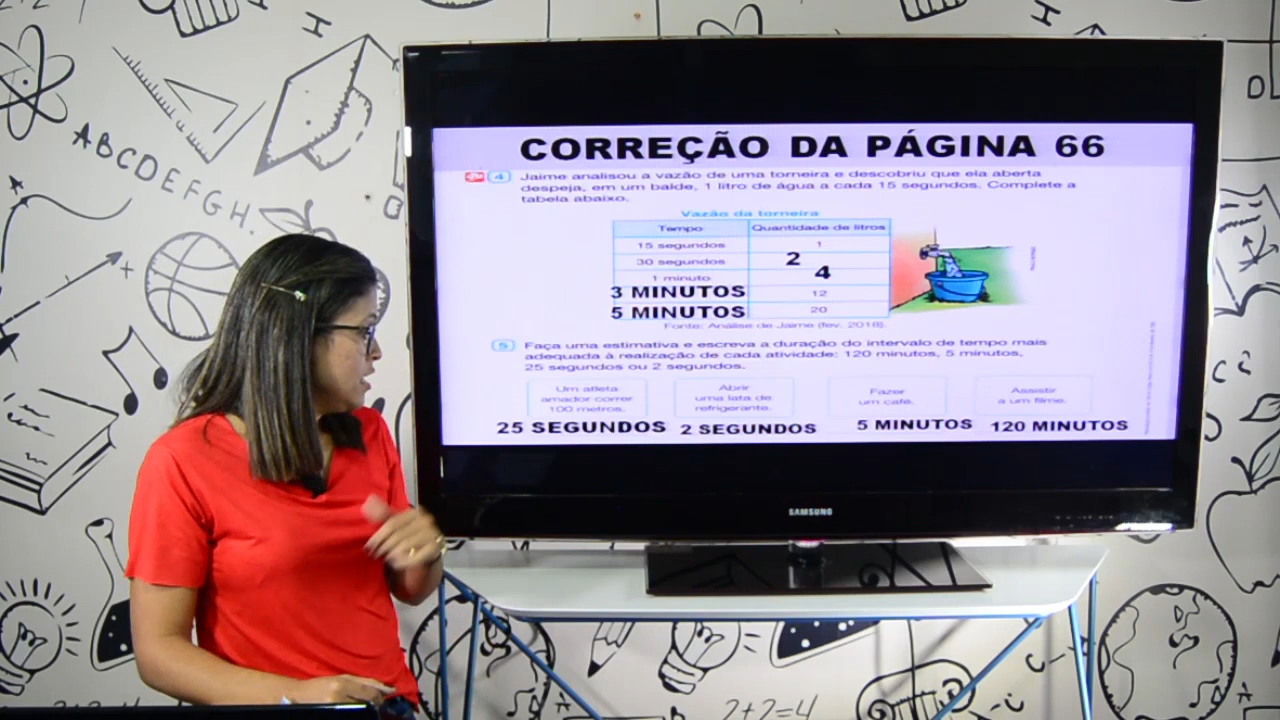 ABCDEFGH
CORREÇÃO DA PÁGINA 66
4 Jaime analisou a vazão de uma torneira e descobriu que ela aberta
despeja, em um balde, 1 litro de água a cada 15 segundos. Complete a
tabela abaixo.
Vazão da torneira
Tempo Quantidade de litros
15 segundos 1
30 segundos 2
1 minuto 4
3 MINUTOS 12
5 MINUTOS 20
Fonte: Análise de Jaime (fev. 2018).
5 Faça uma estimativa e escreva a duração do intervalo de tempo mais
adequada à realização de cada atividade: 120 minutos, 5 minutos,
25 segundos ou 2 segundos.
Um atleta
amador correr
100 metros.
Abrir
uma lata de
refrigerante.
Fazer
um café.
Assistir
a um filme.
25 SEGUNDOS 2 SEGUNDOS 5 MINUTOS 120 MINUTOS
SAMSUNG
2+2=4